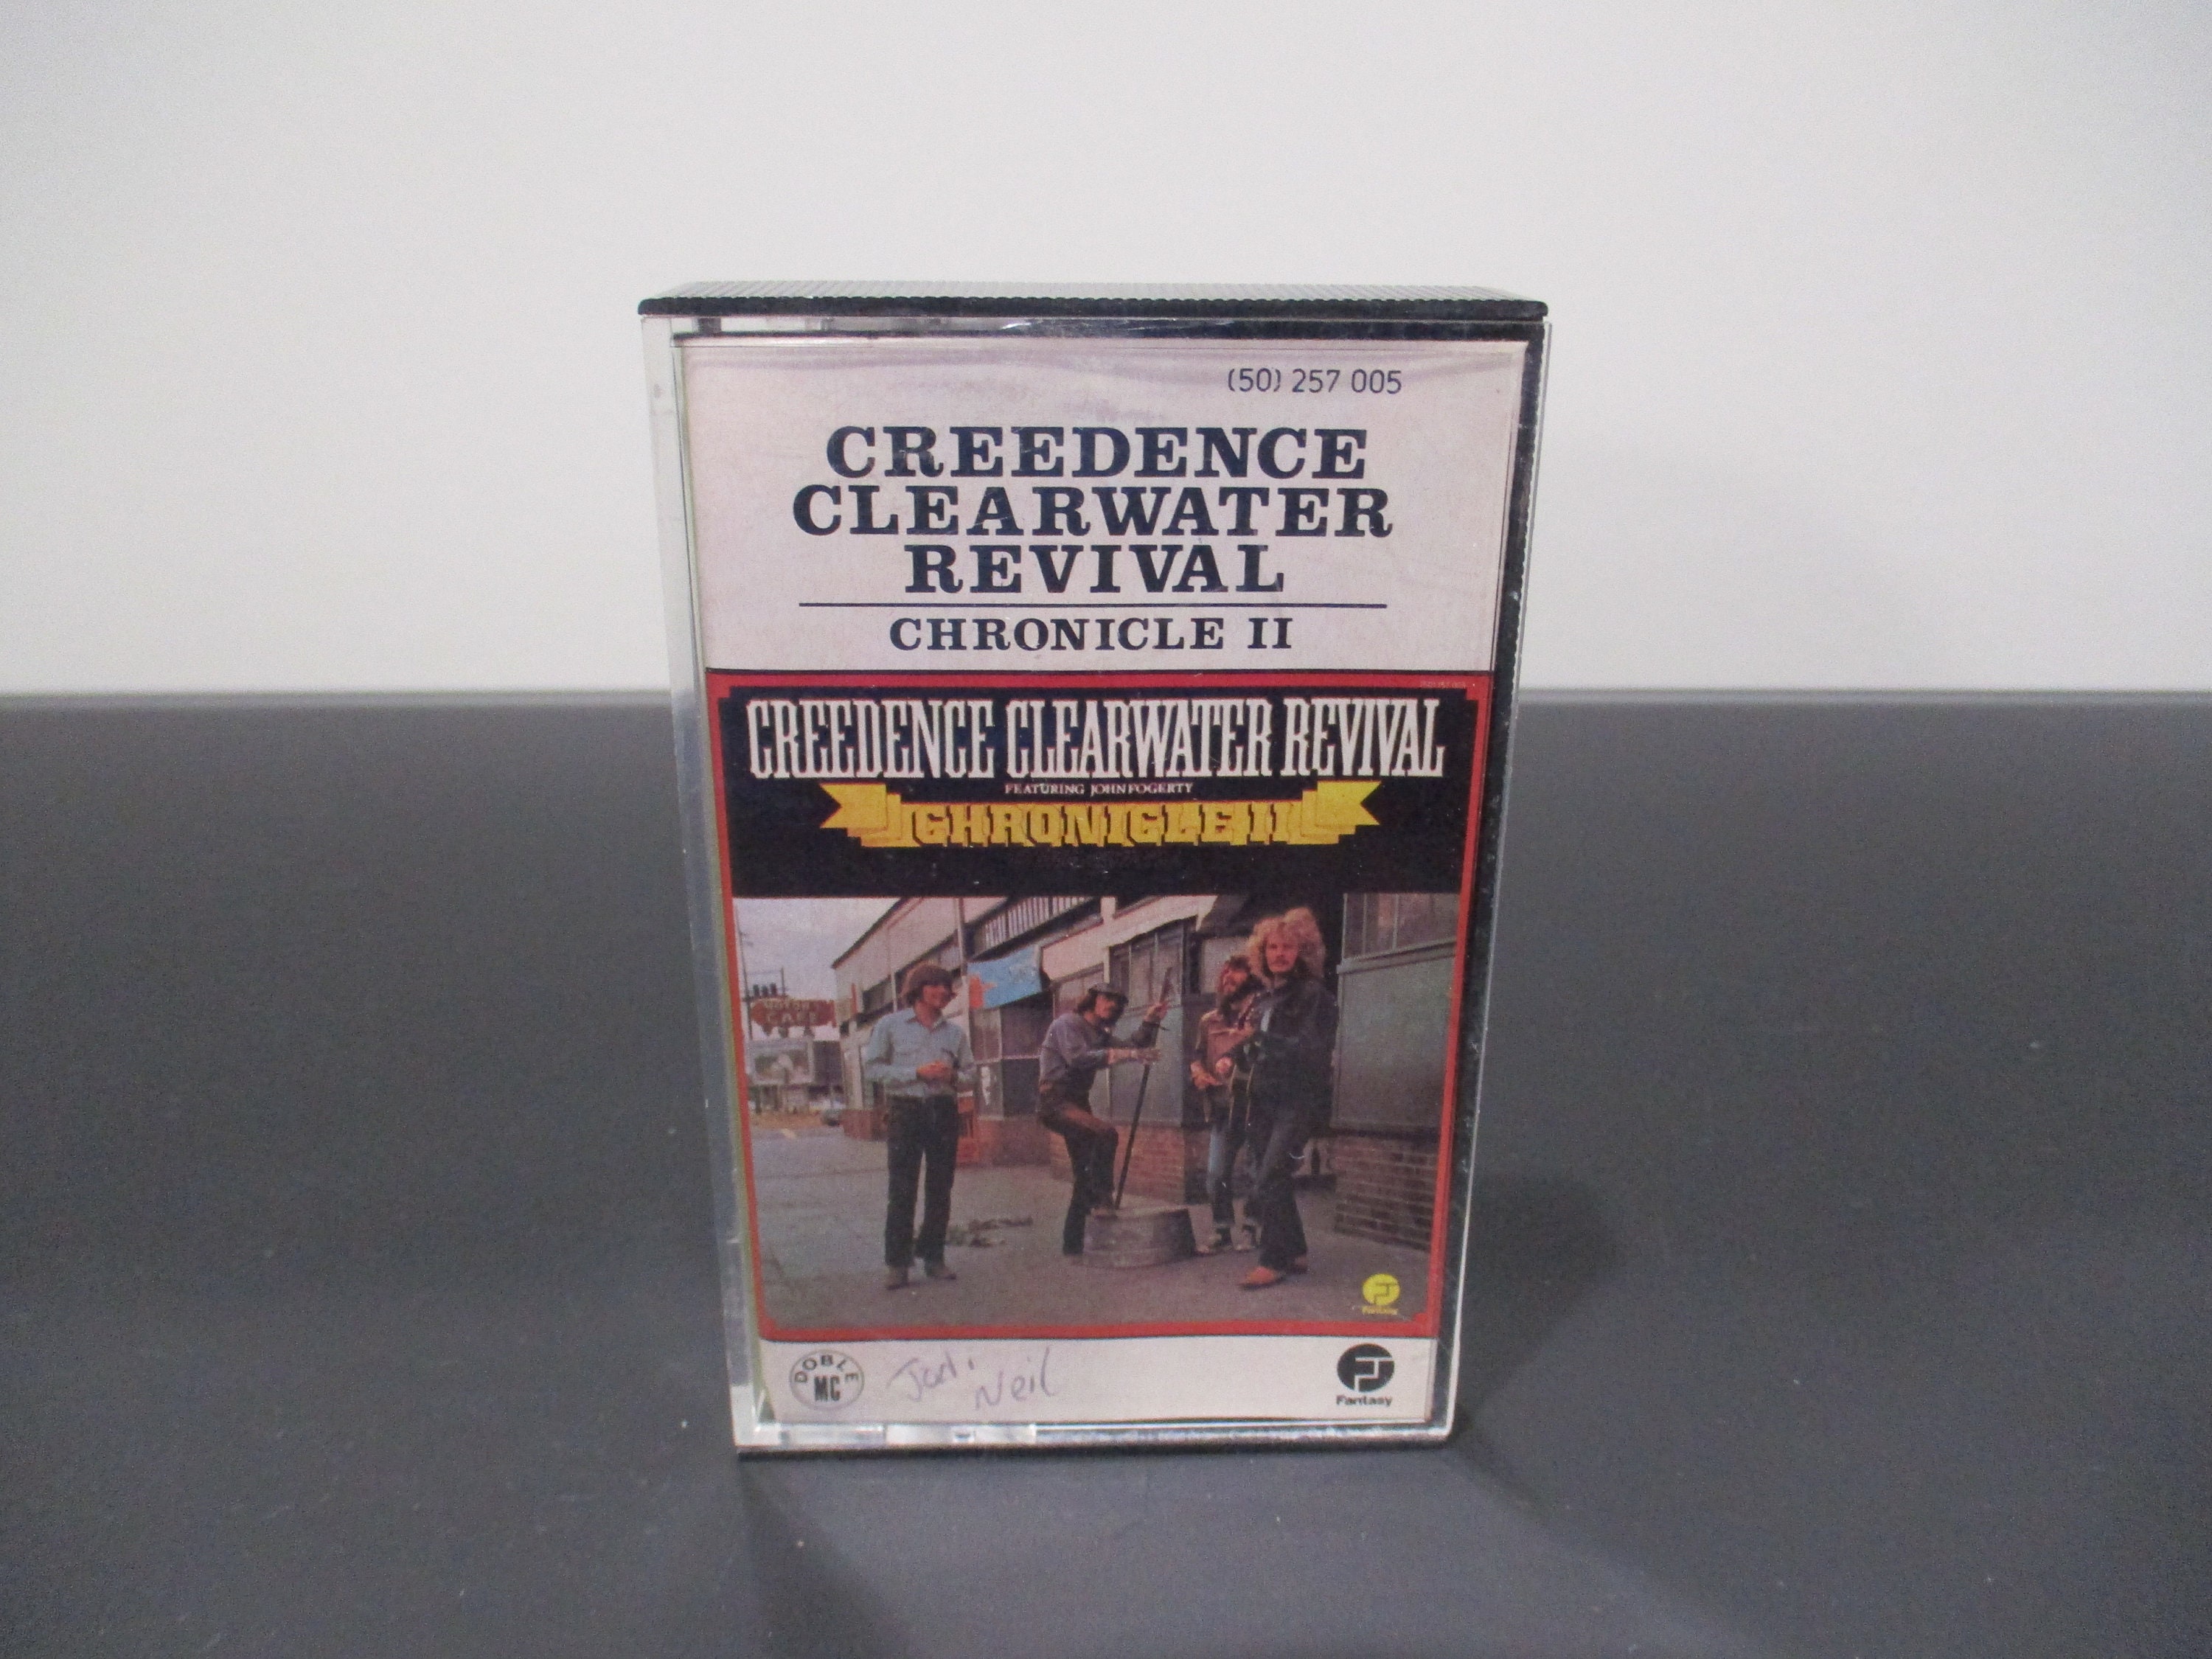 (50) 257 005
CREEDENCE
CLEARWATER
REVIVAL
CHRONICLE II
CREEDENCE CLEARWATER REVIVAL
FEATURING JOHN FOGERTY
CHRONICLE II
Fantasy
DOBLE
MC
Neil
Fantasy